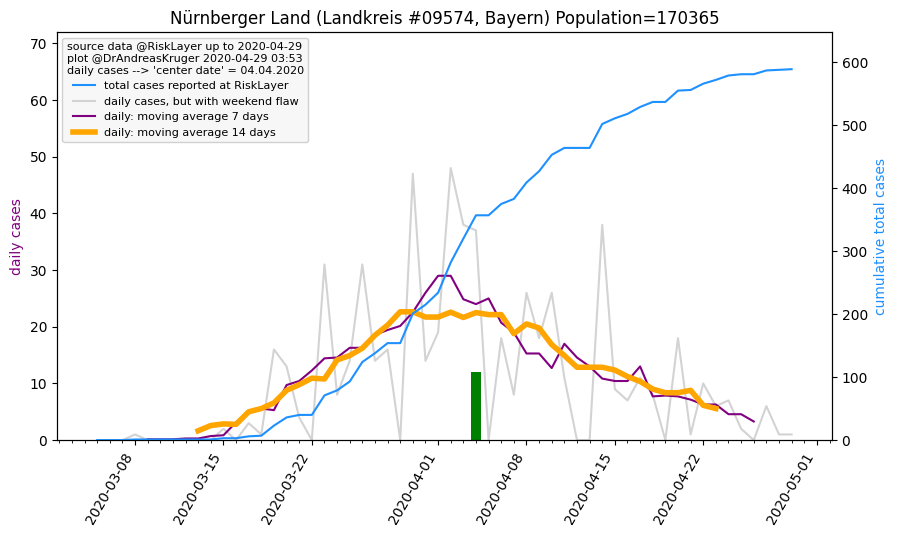 Nürnberger Land (Landkreis #09574, Bayern) Population=170365
source data @RiskLayer up to 2020-04-29
plot @DrAndreasKruger 2020-04-29 03:53
daily cases --> 'center date' = 04.04.2020
total cases reported at RiskLayer
daily cases, but with weekend flaw
daily: moving average 7 days
daily: moving average 14 days
daily cases
70
60
50
40
30
20
10
0
600
500
400
300
200
100
0
cumulative total cases
2020-03-08
2020-03-15
2020-03-22
2020-04-01
2020-04-08
2020-04-15
2020-04-22
2020-05-01